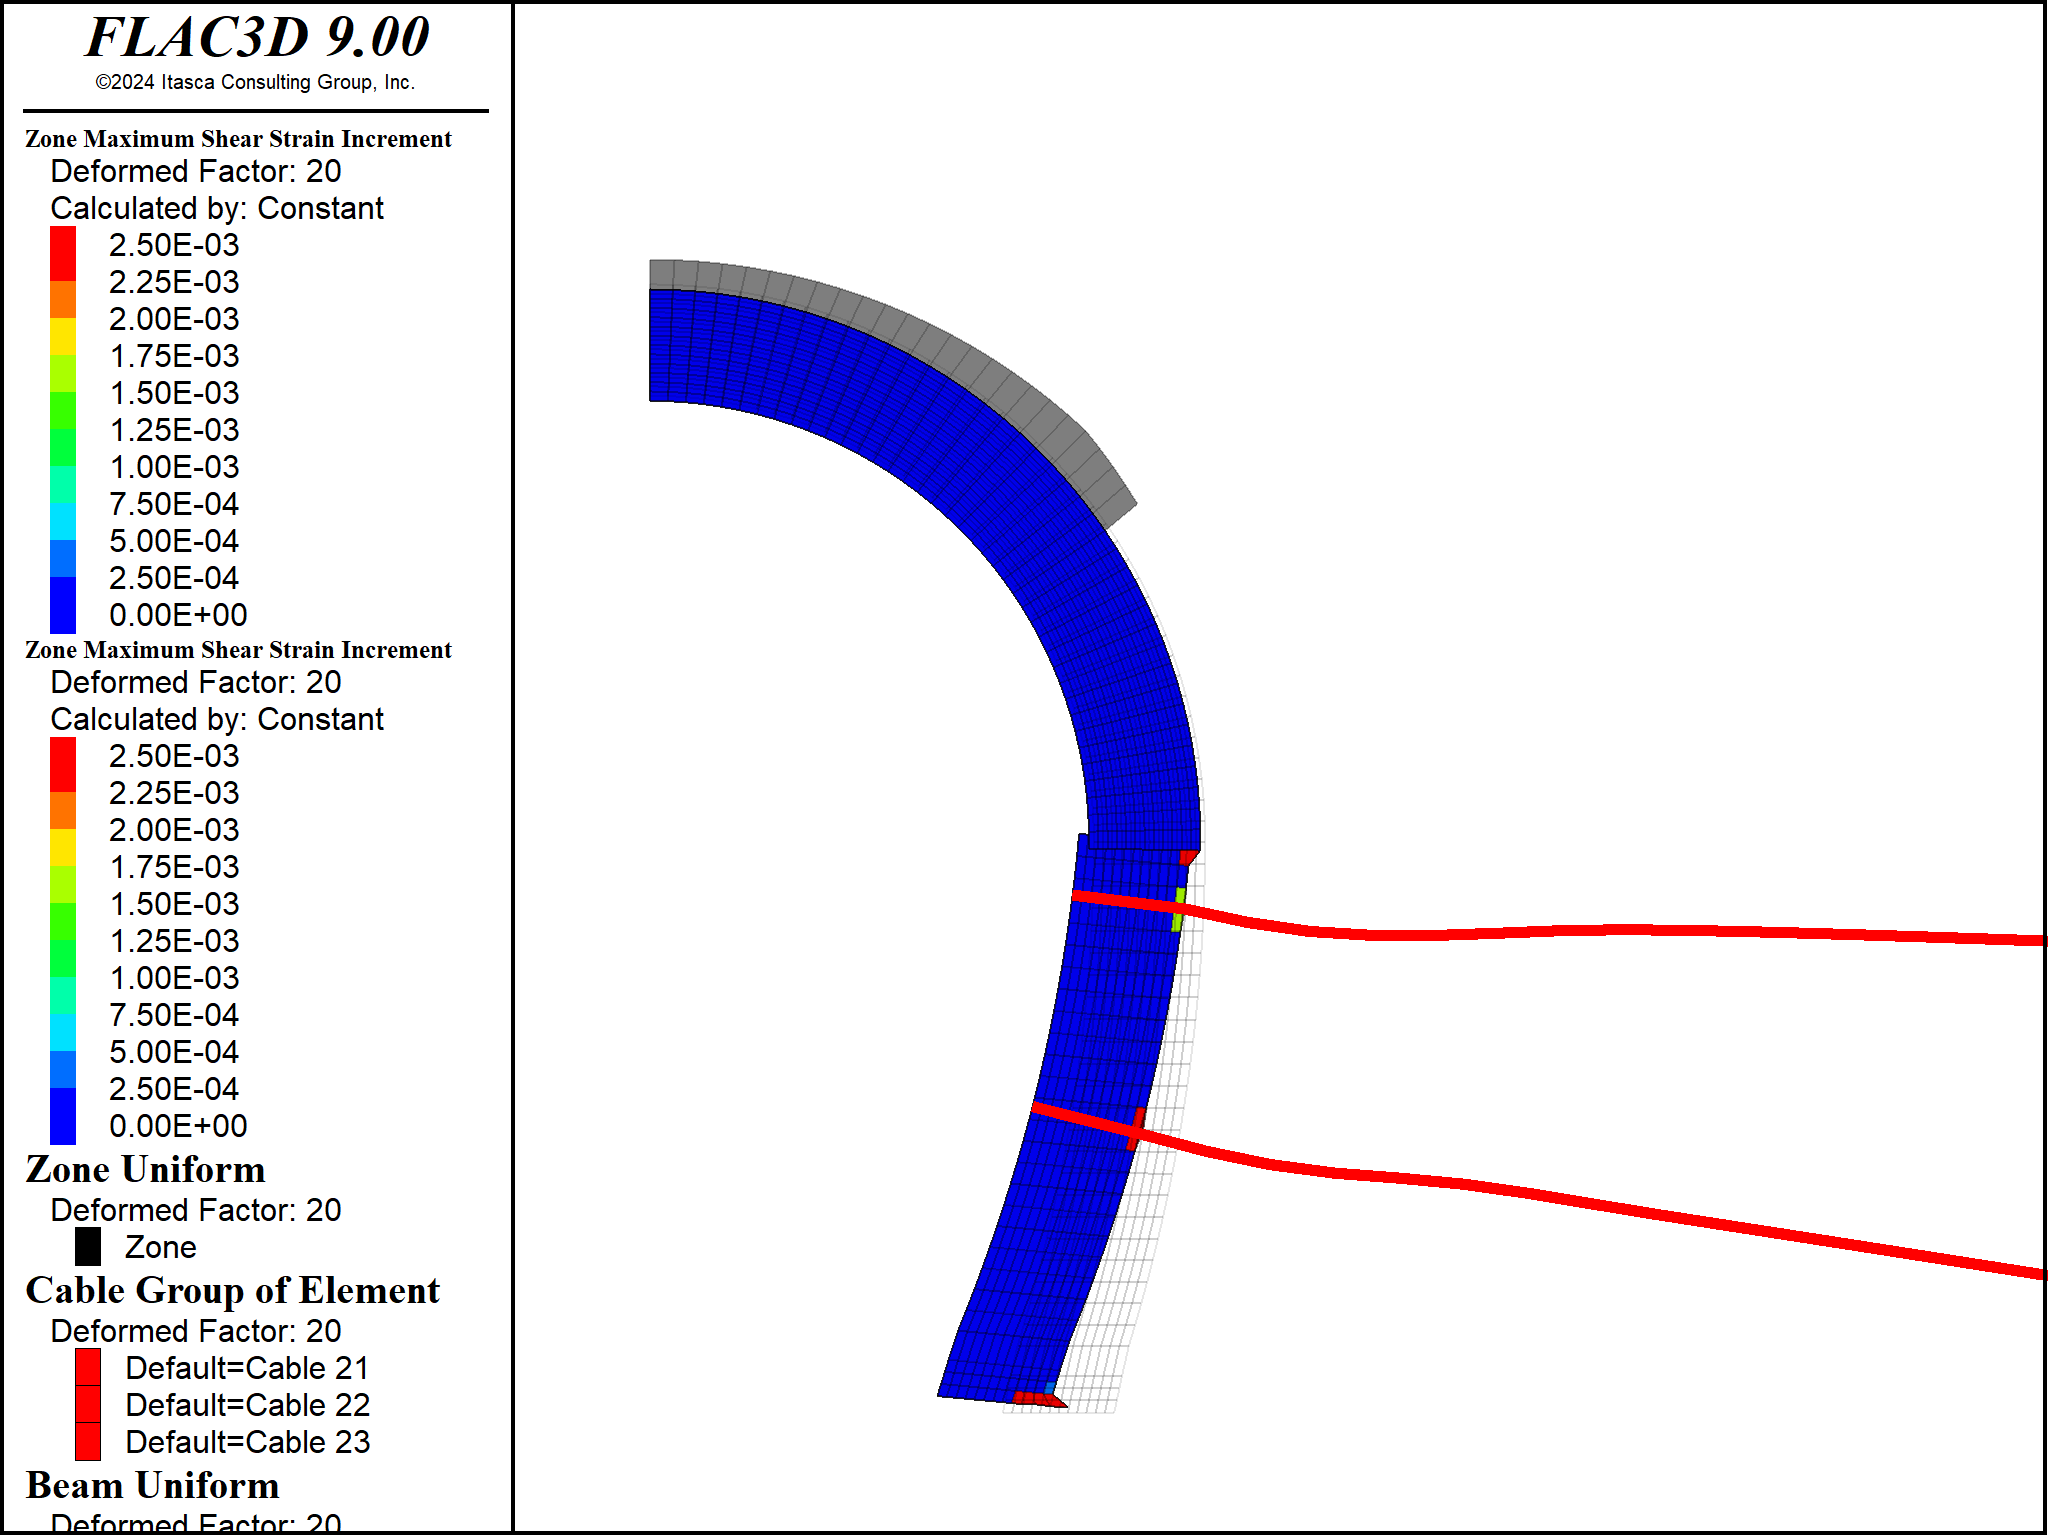 FLAC3D 9.00
©2024 Itasca Consulting Group, Inc.
Zone Maximum Shear Strain Increment
Deformed Factor: 20
Calculated by: Constant
2.50E-03
2.25E-03
2.00E-03
1.75E-03
1.50E-03
1.25E-03
1.00E-03
7.50E-04
5.00E-04
2.50E-04
0.00E+00
Zone Maximum Shear Strain Increment
Deformed Factor: 20
Calculated by: Constant
2.50E-03
2.25E-03
2.00E-03
1.75E-03
1.50E-03
1.25E-03
1.00E-03
7.50E-04
5.00E-04
2.50E-04
0.00E+00
Zone Uniform
Deformed Factor: 20
Zone
Cable Group of Element
Deformed Factor: 20
Default=Cable 21
Default=Cable 22
Default=Cable 23
Beam Uniform
Deformed Factor: 20